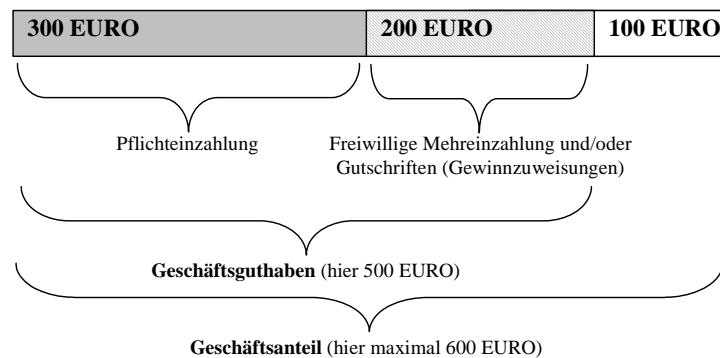 300 EURO 200 EURO 100 EURO
Pflichteinzahlung
Freiwillige Mehreinzahlung und/oder
Gutschriften (Gewinnzuweisungen)
Geschäftsguthaben (hier 500 EURO)
Geschäftsanteil (hier maximal 600 EURO)